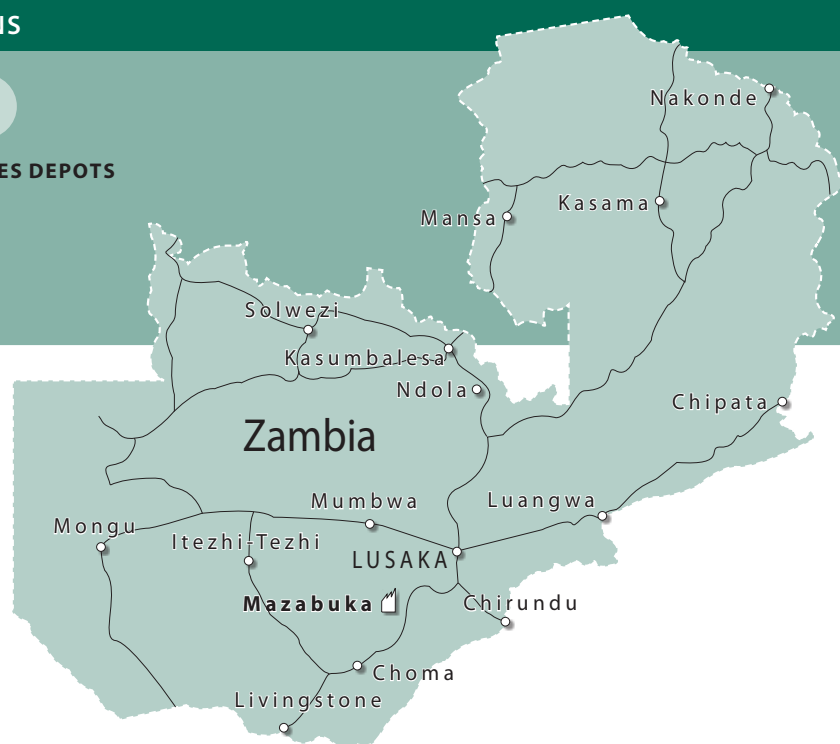 Nakonde
ES DEPOTS
Kasama
Mansa
Solwezi
Kasumbalesa
Ndola
Chipata
Zambia
Mumbwa
Luangwa
Mongu
Itezhi-Tezhi
LUSAKA
Mazabuka
Chirundu
Choma
Livingstone